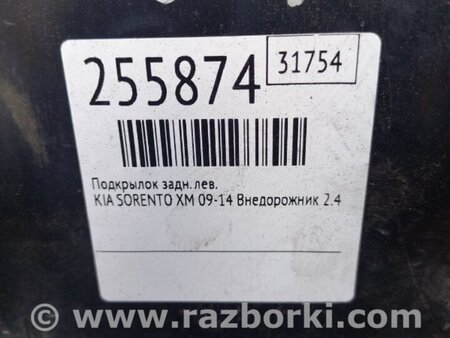 255874
31754
Подкрылок задн.лев.
KIA SORENTO XM 09-14 Внедорожник 2.4
© www.razborki.com